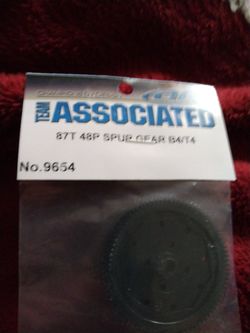 TEAM
ASSOCIATED
87T 48P SPUR GEAR B4/T4
No.9654